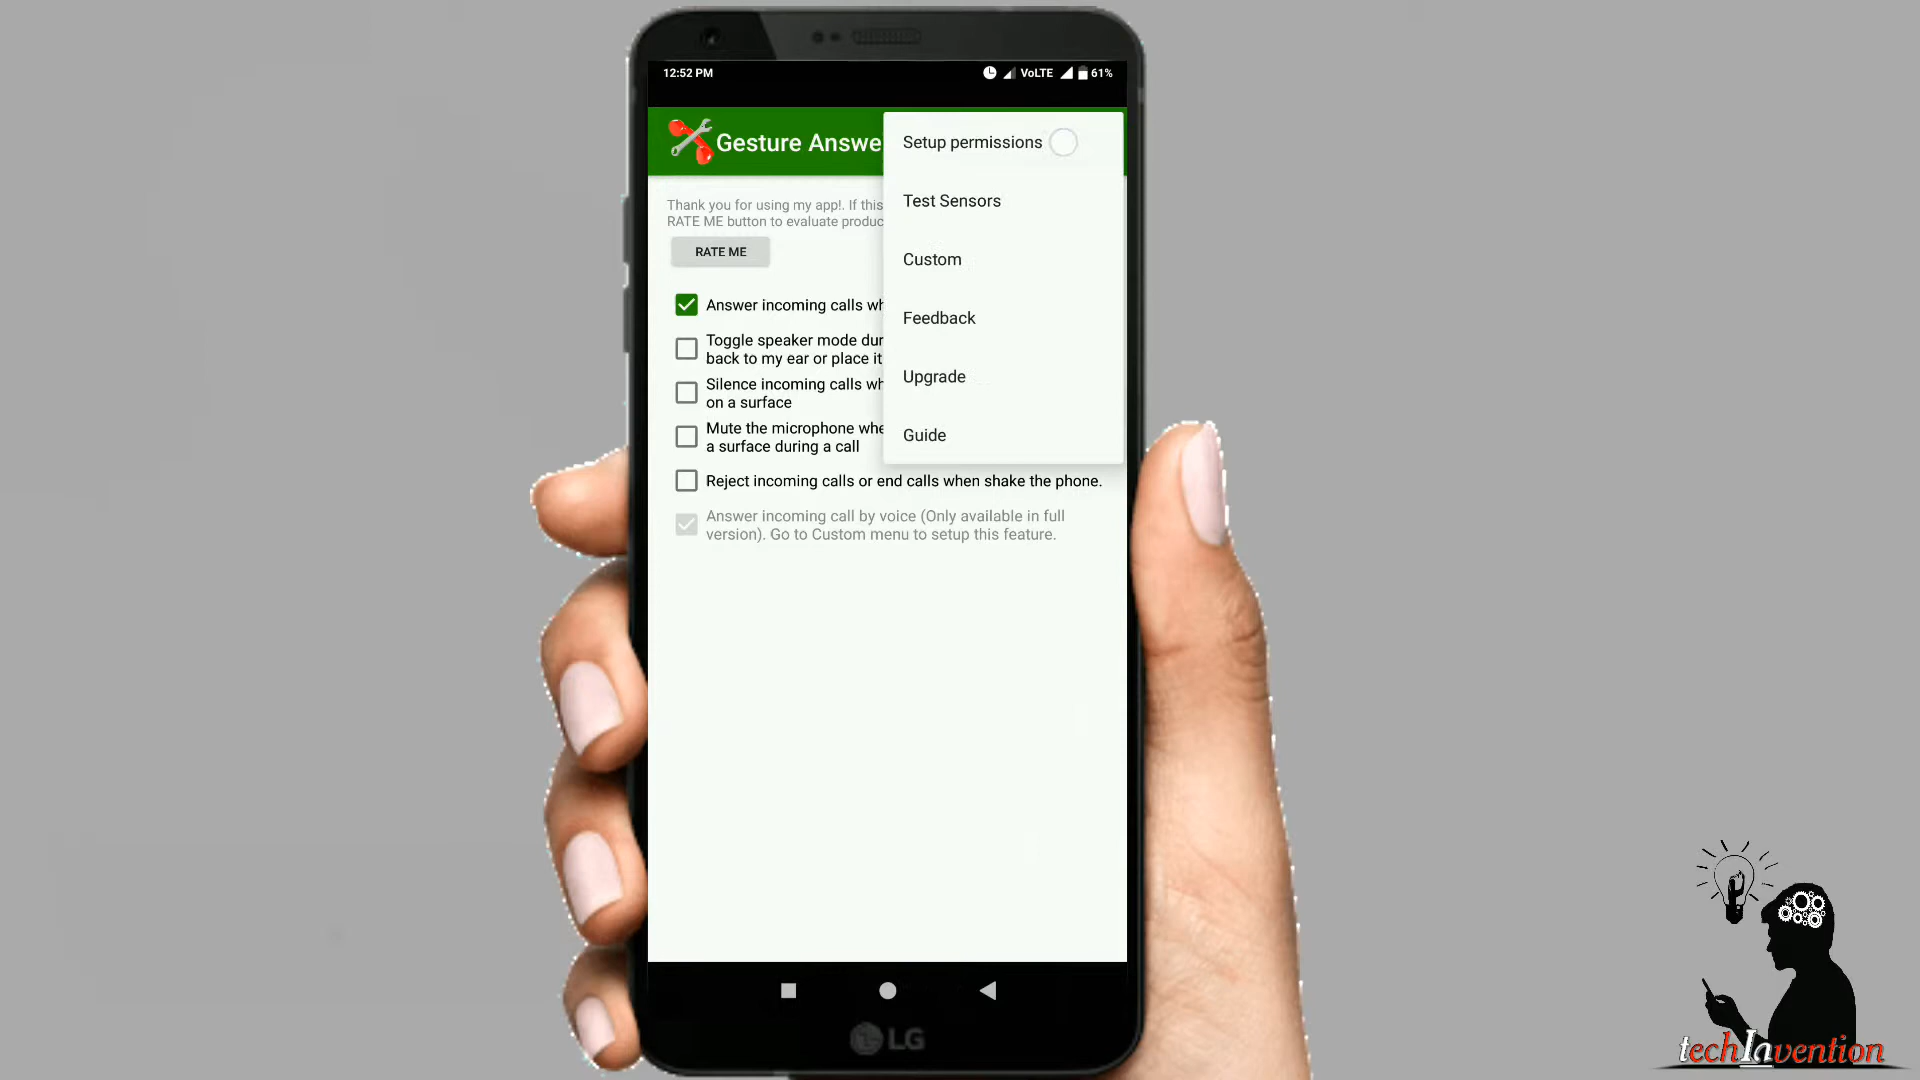 12:52 PM
VoLTE
61%
Gesture Answe
Setup permissions
Test Sensors
Custom
Feedback
Upgrade
Guide
Thank you for using my app!. If this
RATE ME button to evaluate produc
RATE ME
Answer incoming calls wh
Toggle speaker mode dur
back to my ear or place it
Silence incoming calls wh
on a surface
Mute the microphone whe
a surface during a call
Reject incoming calls or end calls when shake the phone.
Answer incoming call by voice (Only available in full
version). Go to Custom menu to setup this feature.
LG
techInvention